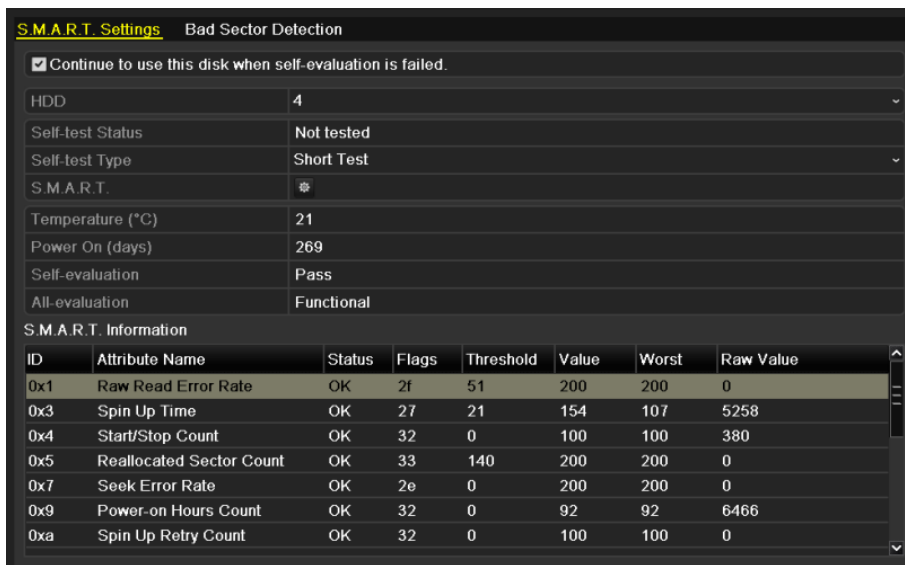 S.M.A.R.T. Settings Bad Sector Detection
Continue to use this disk when self-evaluation is failed.
HDD 4
Self-test Status Not tested
Self-test Type Short Test
S.M.A.R.T.
Temperature (°C) 21
Power On (days) 269
Self-evaluation Pass
All-evaluation Functional
S.M.A.R.T. Information
ID Attribute Name Status Flags Threshold Value Worst Raw Value
0x1 Raw Read Error Rate OK 2f 51 200 200 0
0x3 Spin Up Time OK 27 21 154 107 5258
0x4 Start/Stop Count OK 32 0 100 100 380
0x5 Reallocated Sector Count OK 33 140 200 200 0
0x7 Seek Error Rate OK 2e 0 200 200 0
0x9 Power-on Hours Count OK 32 0 92 92 6466
0xa Spin Up Retry Count OK 32 0 100 100 0